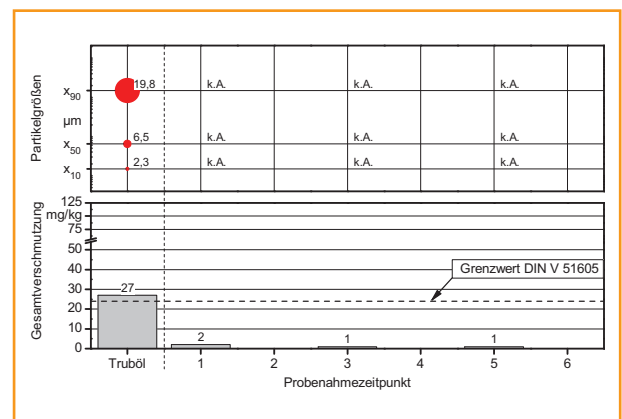 Partikelgrößen
µm
x90
19,8
k.A.
k.A.
k.A.
x50
6,5
k.A.
k.A.
k.A.
x10
2,3
k.A.
k.A.
k.A.
Gesamtverschmutzung
mg/kg
125
75
50
40
30
20
10
0
27
2
1
1
Grenzwert DIN V 51605
Truböl
1
2
3
4
5
6
Probenahmezeitpunkt